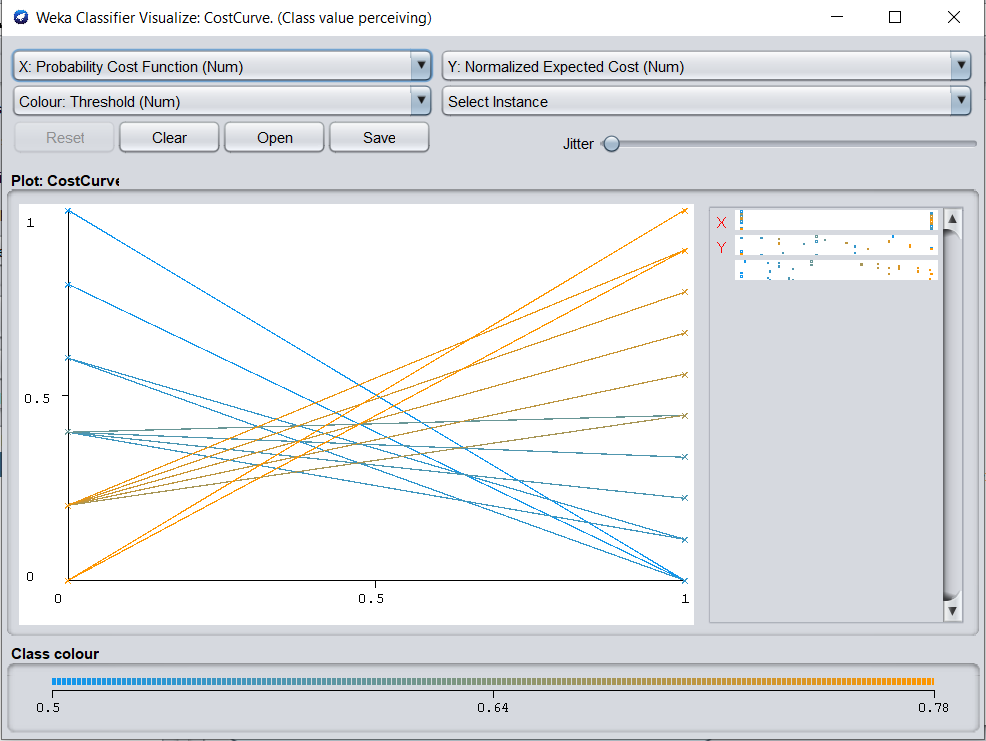 Weka Classifier Visualize: CostCurve. (Class value perceiving)
X: Probability Cost Function (Num)
Y: Normalized Expected Cost (Num)
Colour: Threshold (Num)
Select Instance
Reset
Clear
Open
Save
Jitter
Plot: CostCurve
1
0.5
0
0
0.5
1
X
Y
Class colour
0.5
0.64
0.78